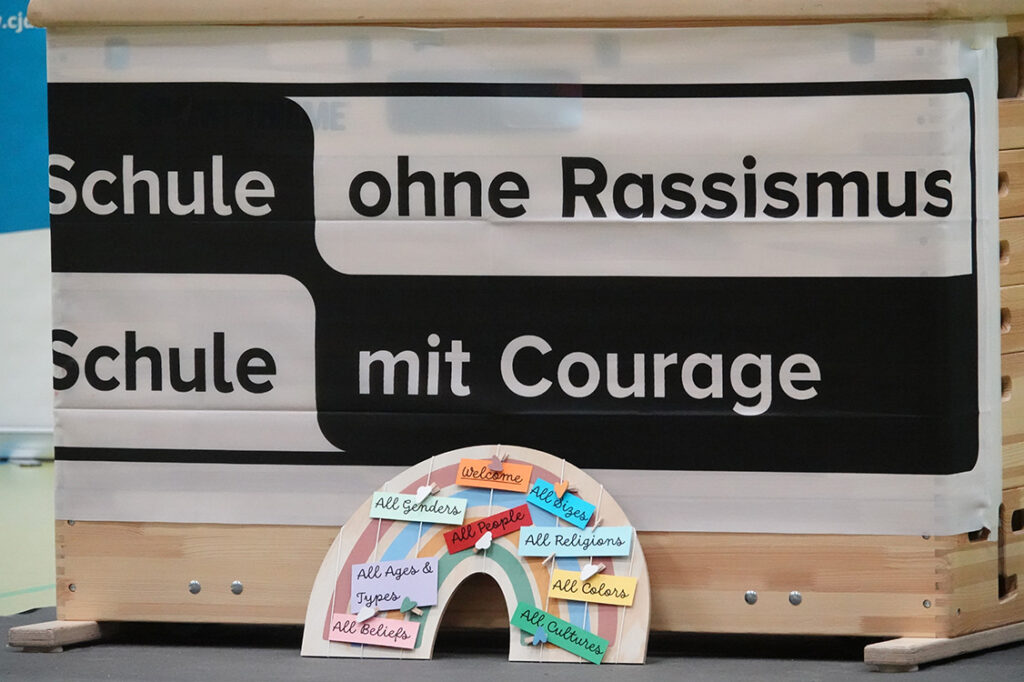 Schule ohne Rassismus
Schule mit Courage
Welcome
All Genders
All Sizes
All People
All Religions
All Ages &
Types
All Colors
All Beliefs
All Cultures